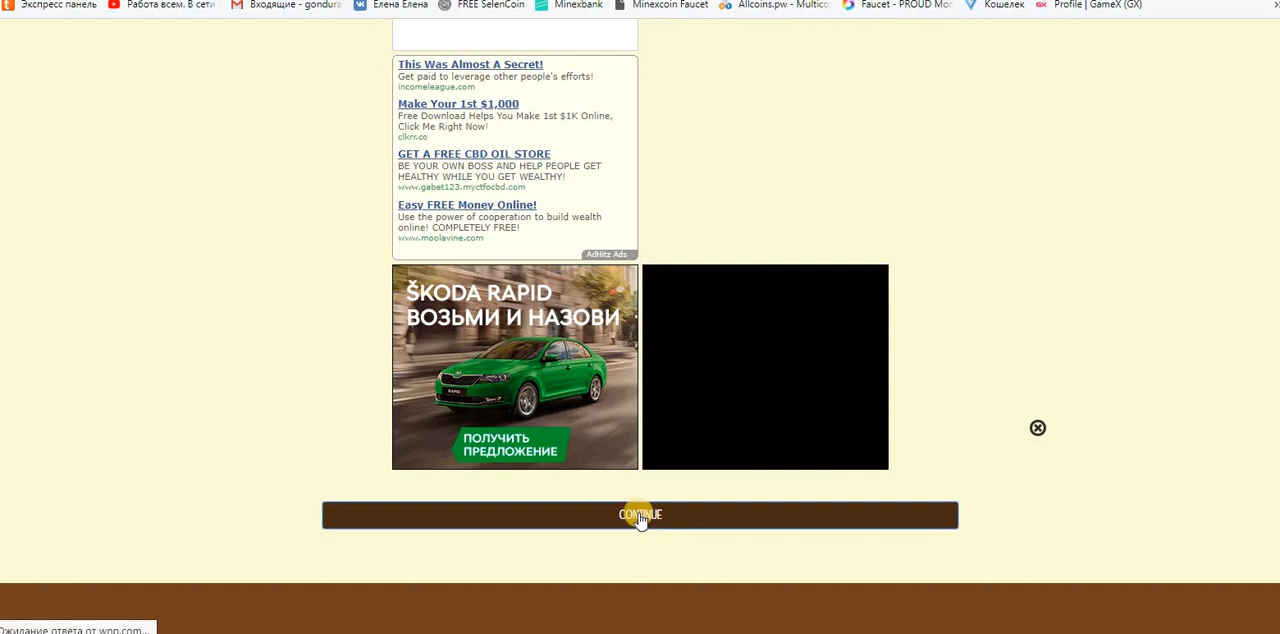 Экспресс панель
Работа всем. В сети
Входящие - gondura
Елена Елена
FREE SelenCoin
Minexbank
Minexcoin Faucet
Allcoins.pw - Multico
Faucet - PROUD Mon
Кошелек
Profile | GameX (GX)
This Was Almost A Secret!
Get paid to leverage other people's efforts!
incomeleague.com
Make Your 1st $1,000
Free Download Helps You Make 1st $1K Online,
Click Me Right Now!
clkrr.co
GET A FREE CBD OIL STORE
BE YOUR OWN BOSS AND HELP PEOPLE GET
HEALTHY WHILE YOU GET WEALTHY!
www.gabet123.myctfocbd.com
Easy FREE Money Online!
Use the power of cooperation to build wealth
online! COMPLETELY FREE!
www.moolavine.com
AdHitz Ads
ŠKODA RAPID
ВОЗЬМИ И НАЗОВИ
RAPID
ПОЛУЧИТЬ
ПРЕДЛОЖЕНИЕ
CONTINUE
Ожидание ответа от wnp.com...